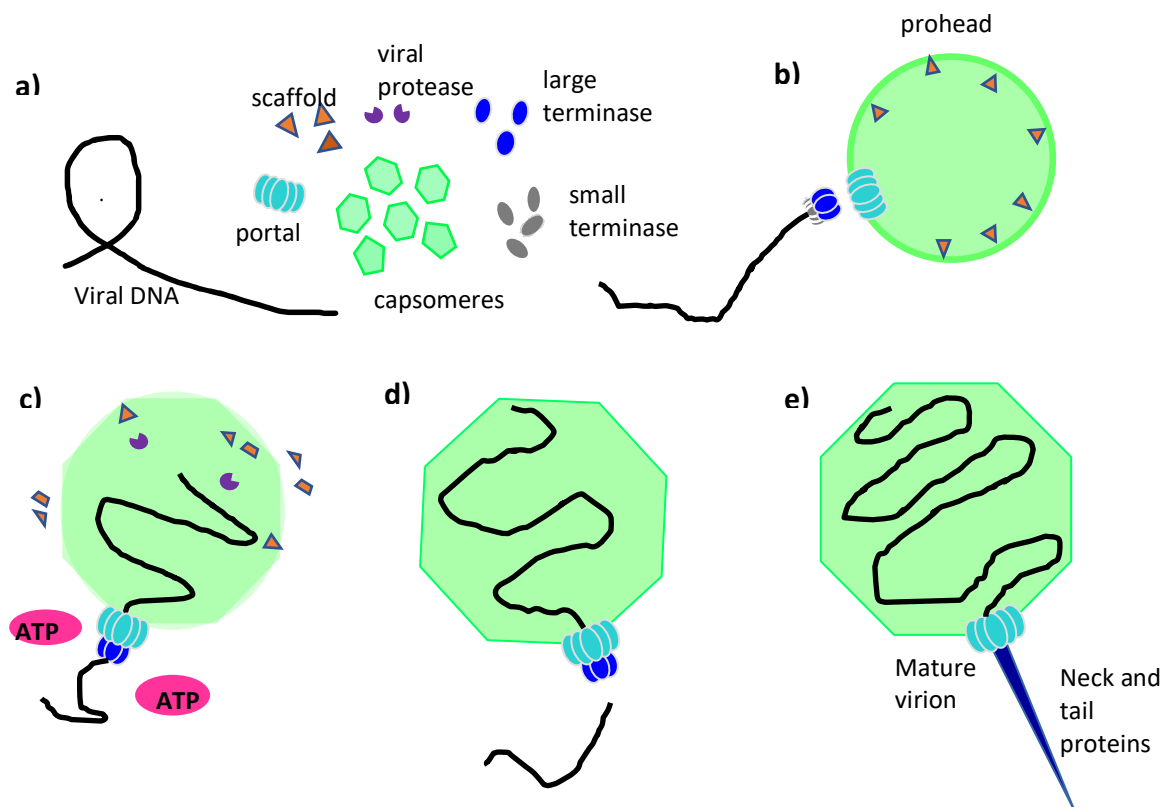 a)
scaffold
viral
protease
large
terminase
portal
small
terminase
Viral DNA
capsomeres
b)
prohead
c)
ATP
ATP
d)
e)
Mature
virion
Neck and
tail
proteins